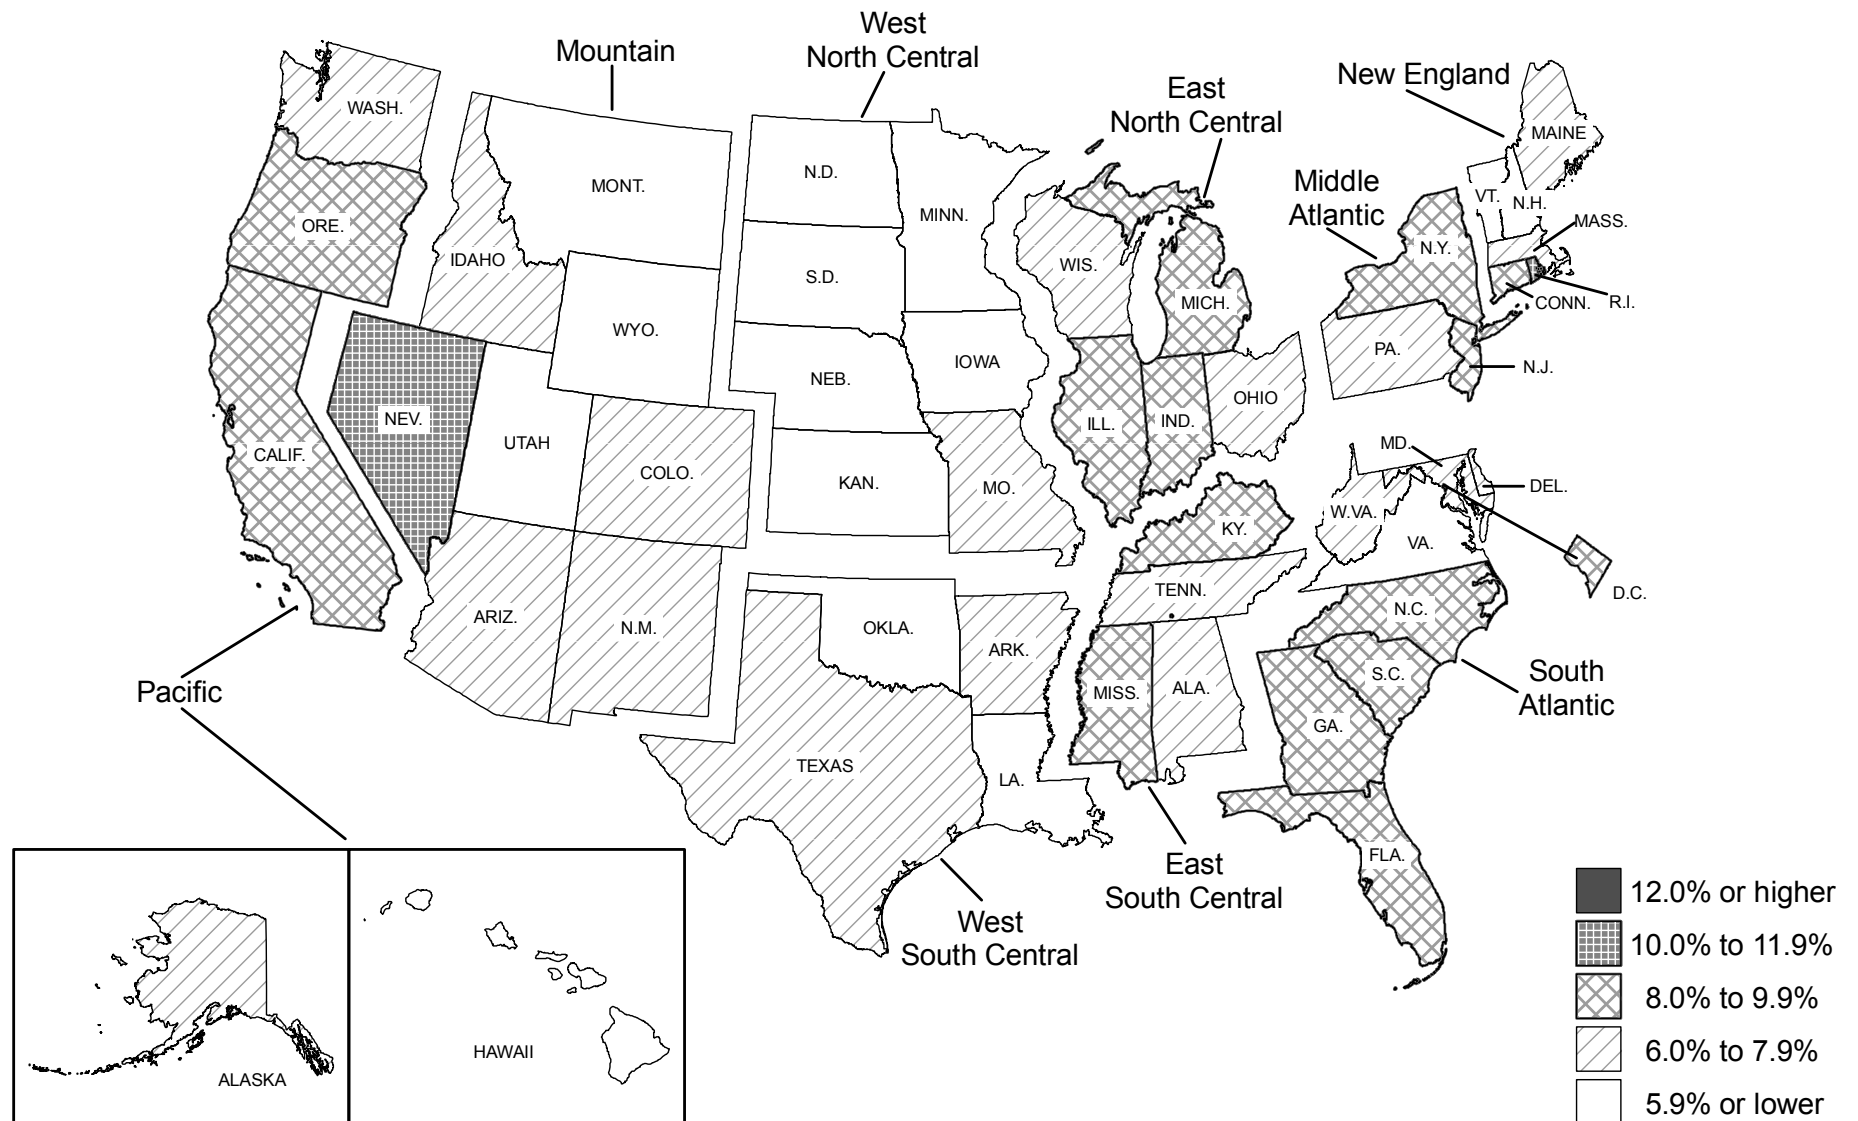 West
North Central
Mountain
New England
East
North Central
WASH.
MAINE
MONT.
N.D.
Middle
Atlantic
VT.
N.H.
MINN.
MASS.
ORE.
N.Y.
IDAHO
WIS.
S.D.
MICH.
CONN.
R.I.
WYO.
PA.
IOWA
N.J.
NEB.
OHIO
NEV.
ILL.
IND.
UTAH
CALIF.
MD.
COLO.
KAN.
MO.
DEL.
W.VA.
KY.
VA.
TENN.
D.C.
N.C.
ARIZ.
N.M.
OKLA.
ARK.
S.C.
South
Atlantic
Pacific
MISS.
ALA.
GA.
TEXAS
LA.
FLA.
East
South Central
West
South Central
12.0% or higher
10.0% to 11.9%
8.0% to 9.9%
6.0% to 7.9%
5.9% or lower
HAWAII
ALASKA